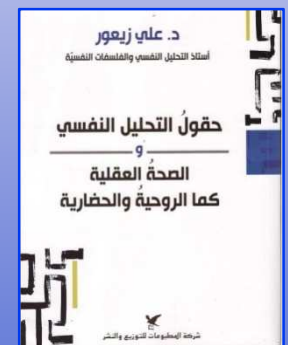 د. علي زيعور
أستاذ التحليل النفسي والفلسفات النفسيّة
حقولُ التحليل النفسي
و
الصحةُ العقلية
كما الروحيةُ والحضارية
شركة المطبوعات للتوزيع والنشر